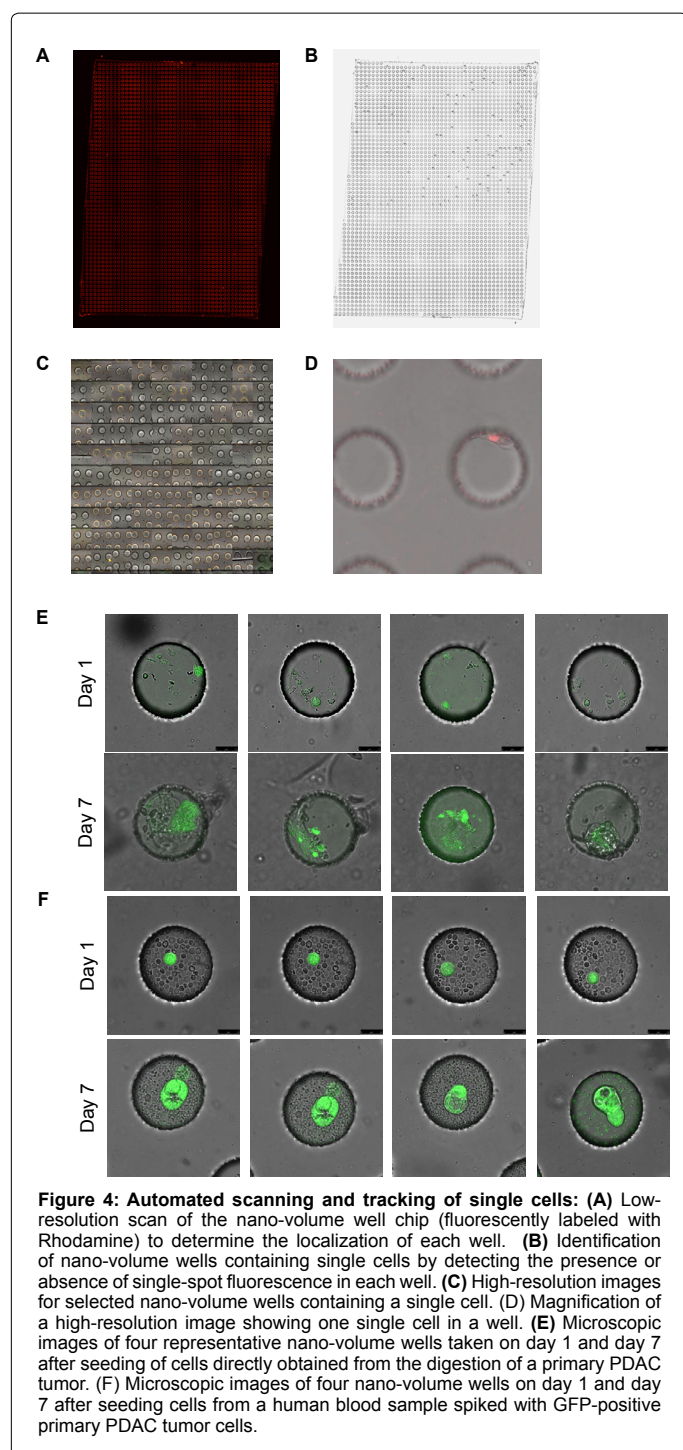 A
B
C
D
E
Day 1
Day 7
F
Day 1
Day 7
Figure 4: Automated scanning and tracking of single cells: (A) Low-
resolution scan of the nano-volume well chip (fluorescently labeled with
Rhodamine) to determine the localization of each well. (B) Identification
of nano-volume wells containing single cells by detecting the presence or
absence of single-spot fluorescence in each well. (C) High-resolution images
for selected nano-volume wells containing a single cell. (D) Magnification of
a high-resolution image showing one single cell in a well. (E) Microscopic
images of four representative nano-volume wells taken on day 1 and day 7
after seeding of cells directly obtained from the digestion of a primary PDAC
tumor. (F) Microscopic images of four nano-volume wells on day 1 and day
7 after seeding cells from a human blood sample spiked with GFP-positive
primary PDAC tumor cells.